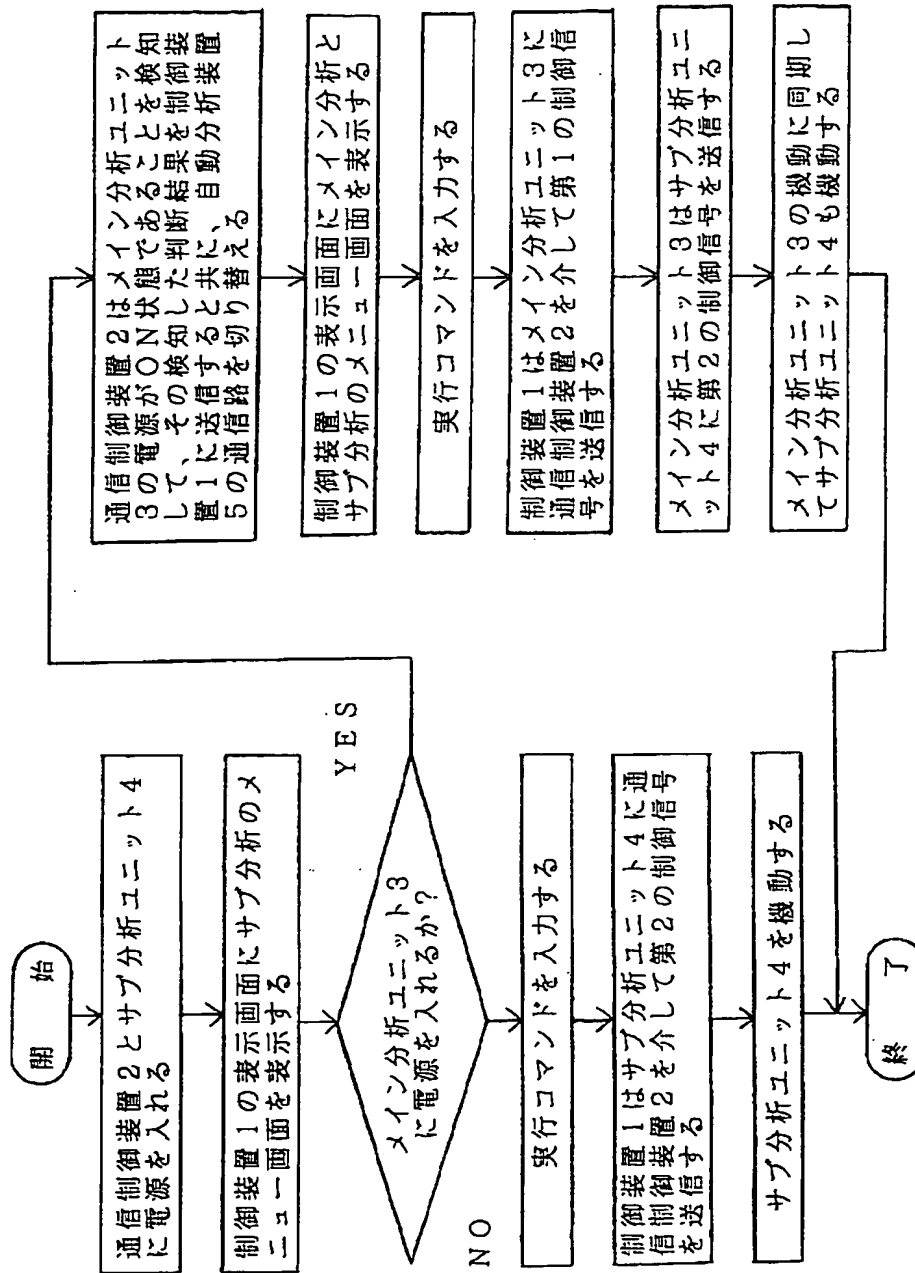 開　始
通信制御装置2とサブ分析ユニット4
に電源を入れる
制御装置1の表示画面にサブ分析のメ
ニュー画面を表示する
メイン分析ユニット3
に電源を入れるか?
YES
NO
実行コマンドを入力する
制御装置1はサブ分析ユニット4に通
信制御装置2を介して第2の制御信号
を送信する
サブ分析ユニット4を機動する
終　了
通信制御装置2はメイン分析ユニット
3の電源がON状態であることを検知
して、その検知した判断結果を制御装
置1に送信すると共に、自動分析装置
5の通信路を切り替える
制御装置1の表示画面にメイン分析と
サブ分析のメニュー画面を表示する
実行コマンドを入力する
制御装置1はメイン分析ユニット3に
通信制御装置2を介して第1の制御信
号を送信する
メイン分析ユニット3はサブ分析ユニ
ット4に第2の制御信号を送信する
メイン分析ユニット3の機動に同期し
てサブ分析ユニット4も機動する